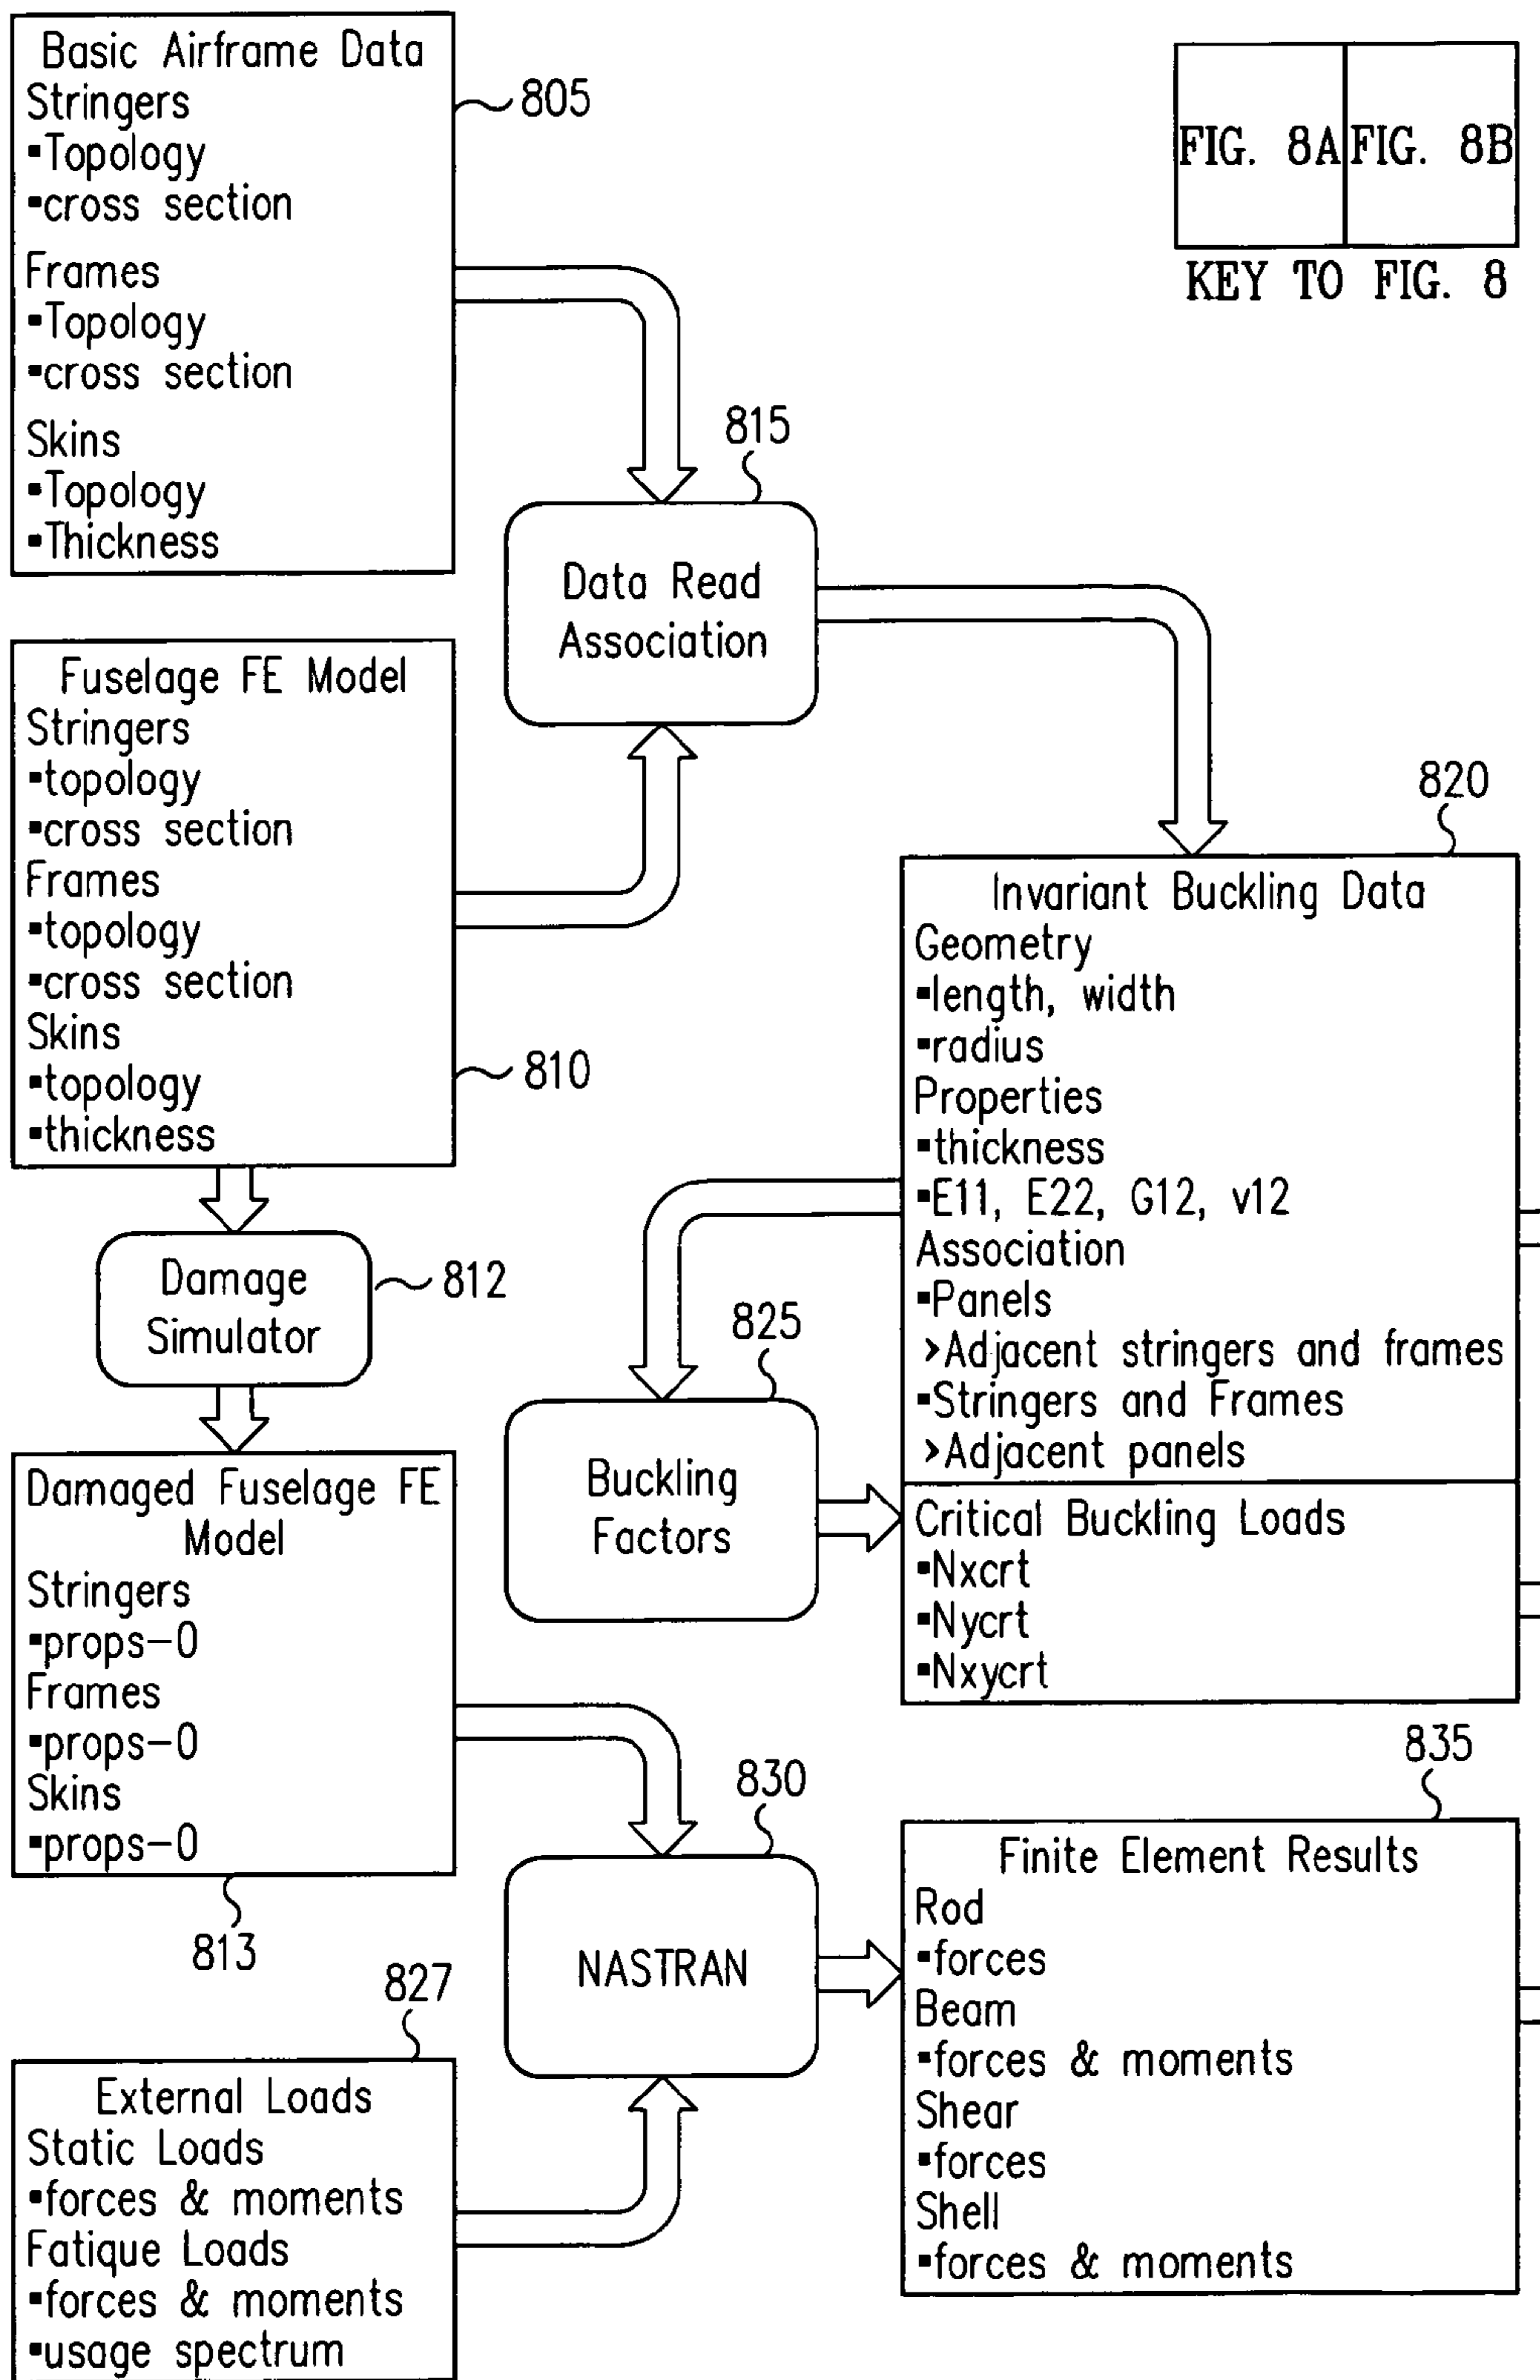 Basic Airframe Data
Stringers
▪Topology
▪cross section
Frames
▪Topology
▪cross section
Skins
▪Topology
▪Thickness
805
FIG. 8A FIG. 8B
KEY TO FIG. 8
815
Data Read
Association
Fuselage FE Model
Stringers
▪topology
▪cross section
Frames
▪topology
▪cross section
Skins
▪topology
▪thickness
810
Damage
Simulator
812
820
Invariant Buckling Data
Geometry
▪length, width
▪radius
Properties
▪thickness
▪E11, E22, G12, v12
Association
▪Panels
>Adjacent stringers and frames
▪Stringers and Frames
>Adjacent panels
Critical Buckling Loads
▪Nxcrt
▪Nycrt
▪Nxycrt
825
Buckling
Factors
Damaged Fuselage FE
Model
Stringers
▪props-0
Frames
▪props-0
Skins
▪props-0
813
830
NASTRAN
835
Finite Element Results
Rod
▪forces
Beam
▪forces & moments
Shear
▪forces
Shell
▪forces & moments
827
External Loads
Static Loads
▪forces & moments
Fatique Loads
▪forces & moments
▪usage spectrum